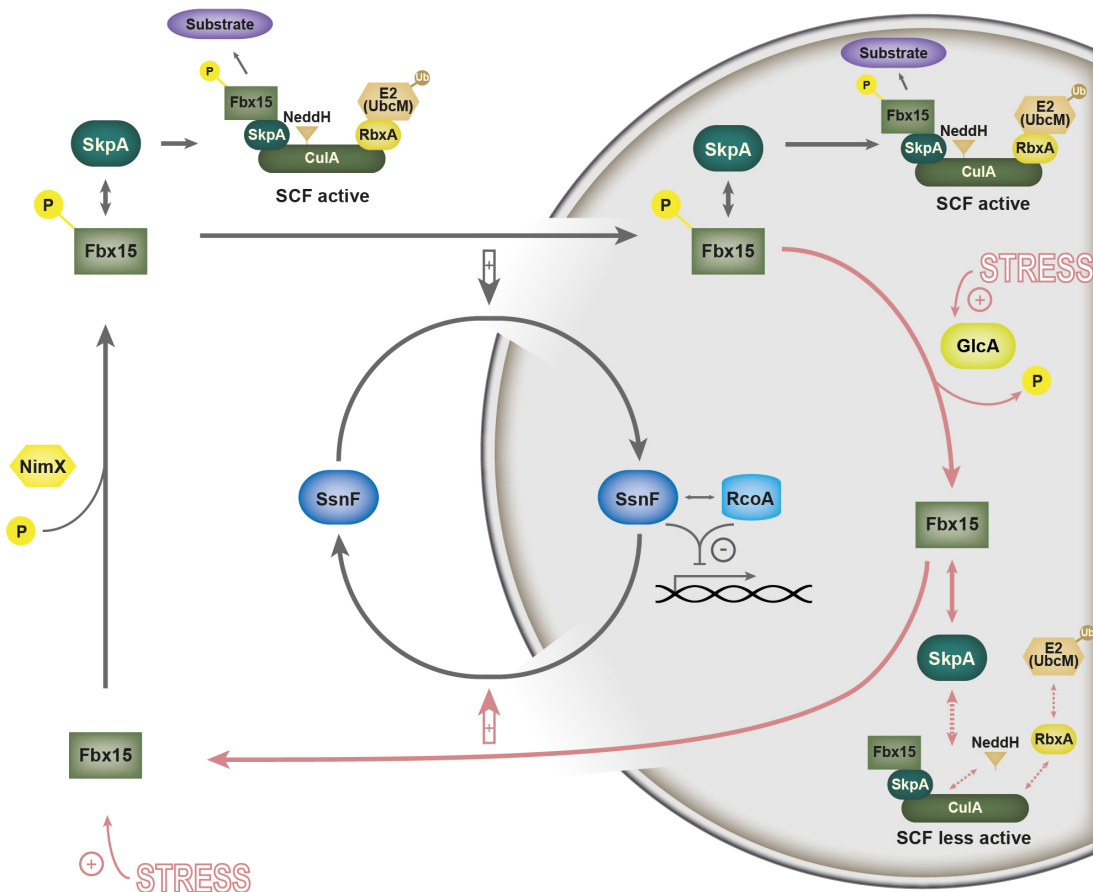 Substrate
P
Fbx15
NeddH
E2
(UbcM)
Ub
SkpA
RbxA
CulA
SCF active
SkpA
P
Fbx15
+
Substrate
P
Fbx15
NeddH
E2
(UbcM)
Ub
SkpA
RbxA
CulA
SCF active
SkpA
P
Fbx15
STRESS
+
GlcA
P
NimX
P
SsnF
SsnF
RcoA
−
Fbx15
SkpA
E2
(UbcM)
Ub
Fbx15
NeddH
RbxA
SkpA
CulA
SCF less active
+
Fbx15
+
STRESS